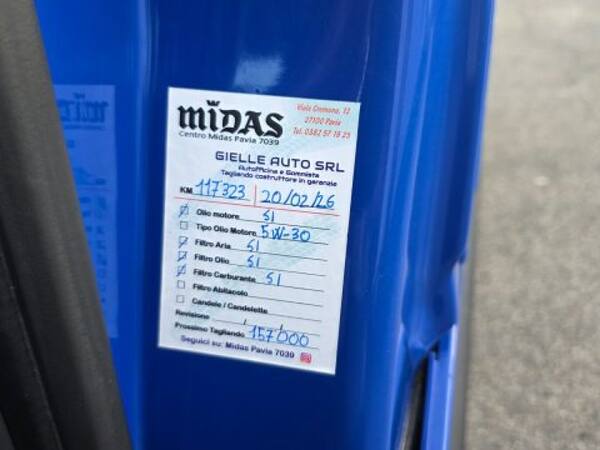 MIDAS
Centro Midas Pavia 7039
Viale Cremona, 12
27100 Pavia
Tel. 0382 57 18 25
GIELLE AUTO SRL
Autofficina e Gommista
Tagliando costruttore in garanzia
KM 117323 20/02/26
Olio motore SI
Tipo Olio Motore 5W-30
Filtro Aria SI
Filtro Olio SI
Filtro Carburante SI
Filtro Abitacolo
Candele / Candelette
Revisione / /
Prossimo Tagliando 157000
Seguici su: Midas Pavia 7039